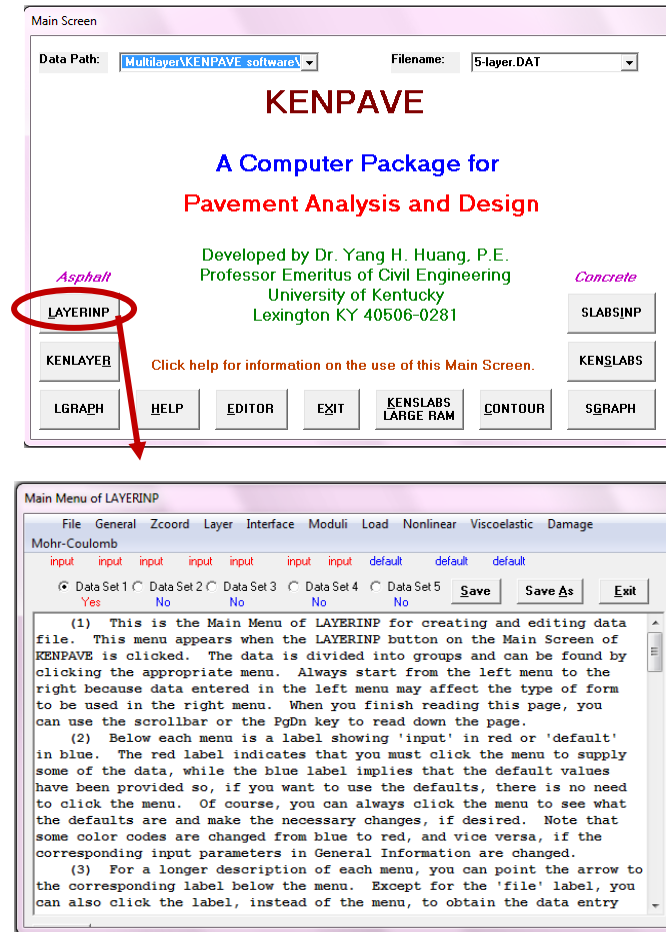 Main Screen
Data Path: Multilayer\KENPAVE software\ Filename: 5-layer.DAT
KENPAVE
A Computer Package for
Pavement Analysis and Design
Developed by Dr. Yang H. Huang, P.E.
Asphalt Professor Emeritus of Civil Engineering Concrete
University of Kentucky
LAYERINP Lexington KY 40506-0281 SLABSINP
KENLAYER Click help for information on the use of this Main Screen. KENSLABS
LGRAPH HELP EDITOR EXIT KENSLABS LARGE RAM CONTOUR SGRAPH
Main Menu of LAYERINP
File General Zcoord Layer Interface Moduli Load Nonlinear Viscoelastic Damage
Mohr-Coulomb
input input input input input input input default default default
Data Set 1 Data Set 2 Data Set 3 Data Set 4 Data Set 5 Save Save As Exit
Yes No No No No
(1) This is the Main Menu of LAYERINP for creating and editing data
file. This menu appears when the LAYERINP button on the Main Screen of
KENPAVE is clicked. The data is divided into groups and can be found by
clicking the appropriate menu. Always start from the left menu to the
right because data entered in the left menu may affect the type of form
to be used in the right menu. When you finish reading this page, you
can use the scrollbar or the PgDn key to read down the page.
(2) Below each menu is a label showing 'input' in red or 'default'
in blue. The red label indicates that you must click the menu to supply
some of the data, while the blue label implies that the default values
have been provided so, if you want to use the defaults, there is no need
to click the menu. Of course, you can always click the menu to see what
the defaults are and make the necessary changes, if desired. Note that
some color codes are changed from blue to red, and vice versa, if the
corresponding input parameters in General Information are changed.
(3) For a longer description of each menu, you can point the arrow to
the corresponding label below the menu. Except for the 'file' label, you
can also click the label, instead of the menu, to obtain the data entry